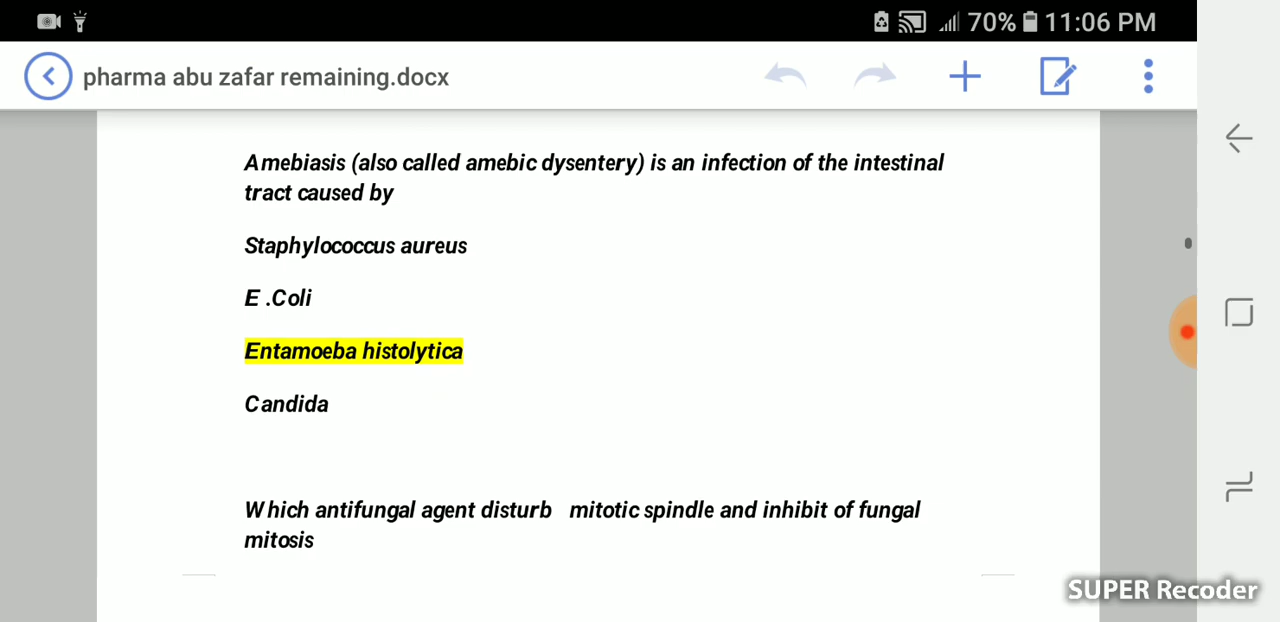 70% 11:06 PM
pharma abu zafar remaining.docx
Amebiasis (also called amebic dysentery) is an infection of the intestinal
tract caused by
Staphylococcus aureus
E .Coli
Entamoeba histolytica
Candida
Which antifungal agent disturb mitotic spindle and inhibit of fungal
mitosis
SUPER Recoder